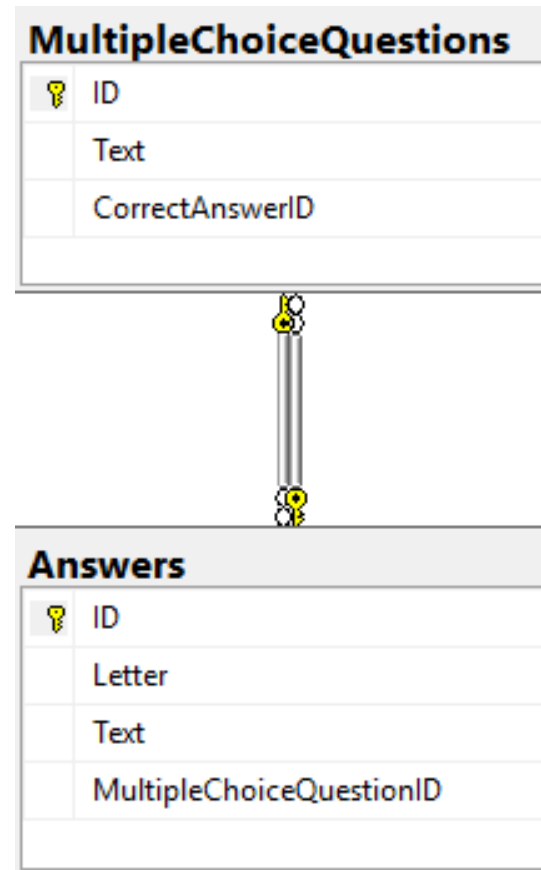 MultipleChoiceQuestions
ID
Text
CorrectAnswerID
Answers
ID
Letter
Text
MultipleChoiceQuestionID